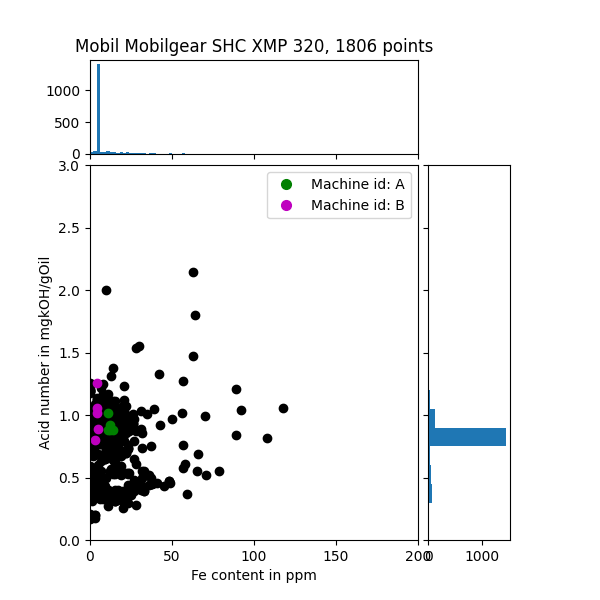 Mobil Mobilgear SHC XMP 320, 1806 points
1000
500
0
3.0
2.5
2.0
1.5
1.0
0.5
0.0
Acid number in mgkOH/gOil
Machine id: A
Machine id: B
0 50 100 150 200
0 1000
Fe content in ppm